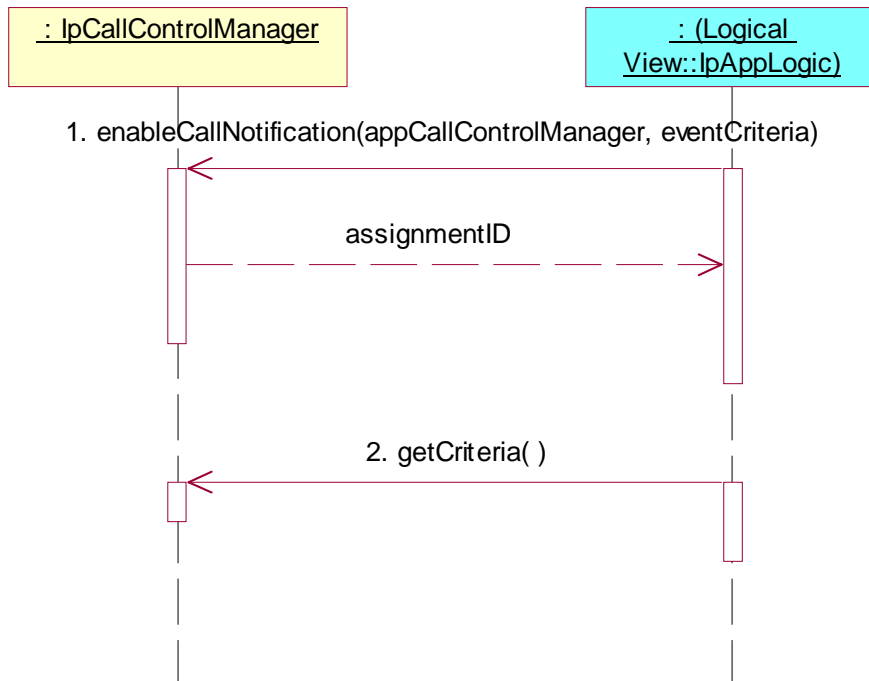 : IpCallControlManager
: (Logical
View::IpAppLogic)
1. enableCallNotification(appCallControlManager, eventCriteria)
assignmentID
2. getCriteria( )